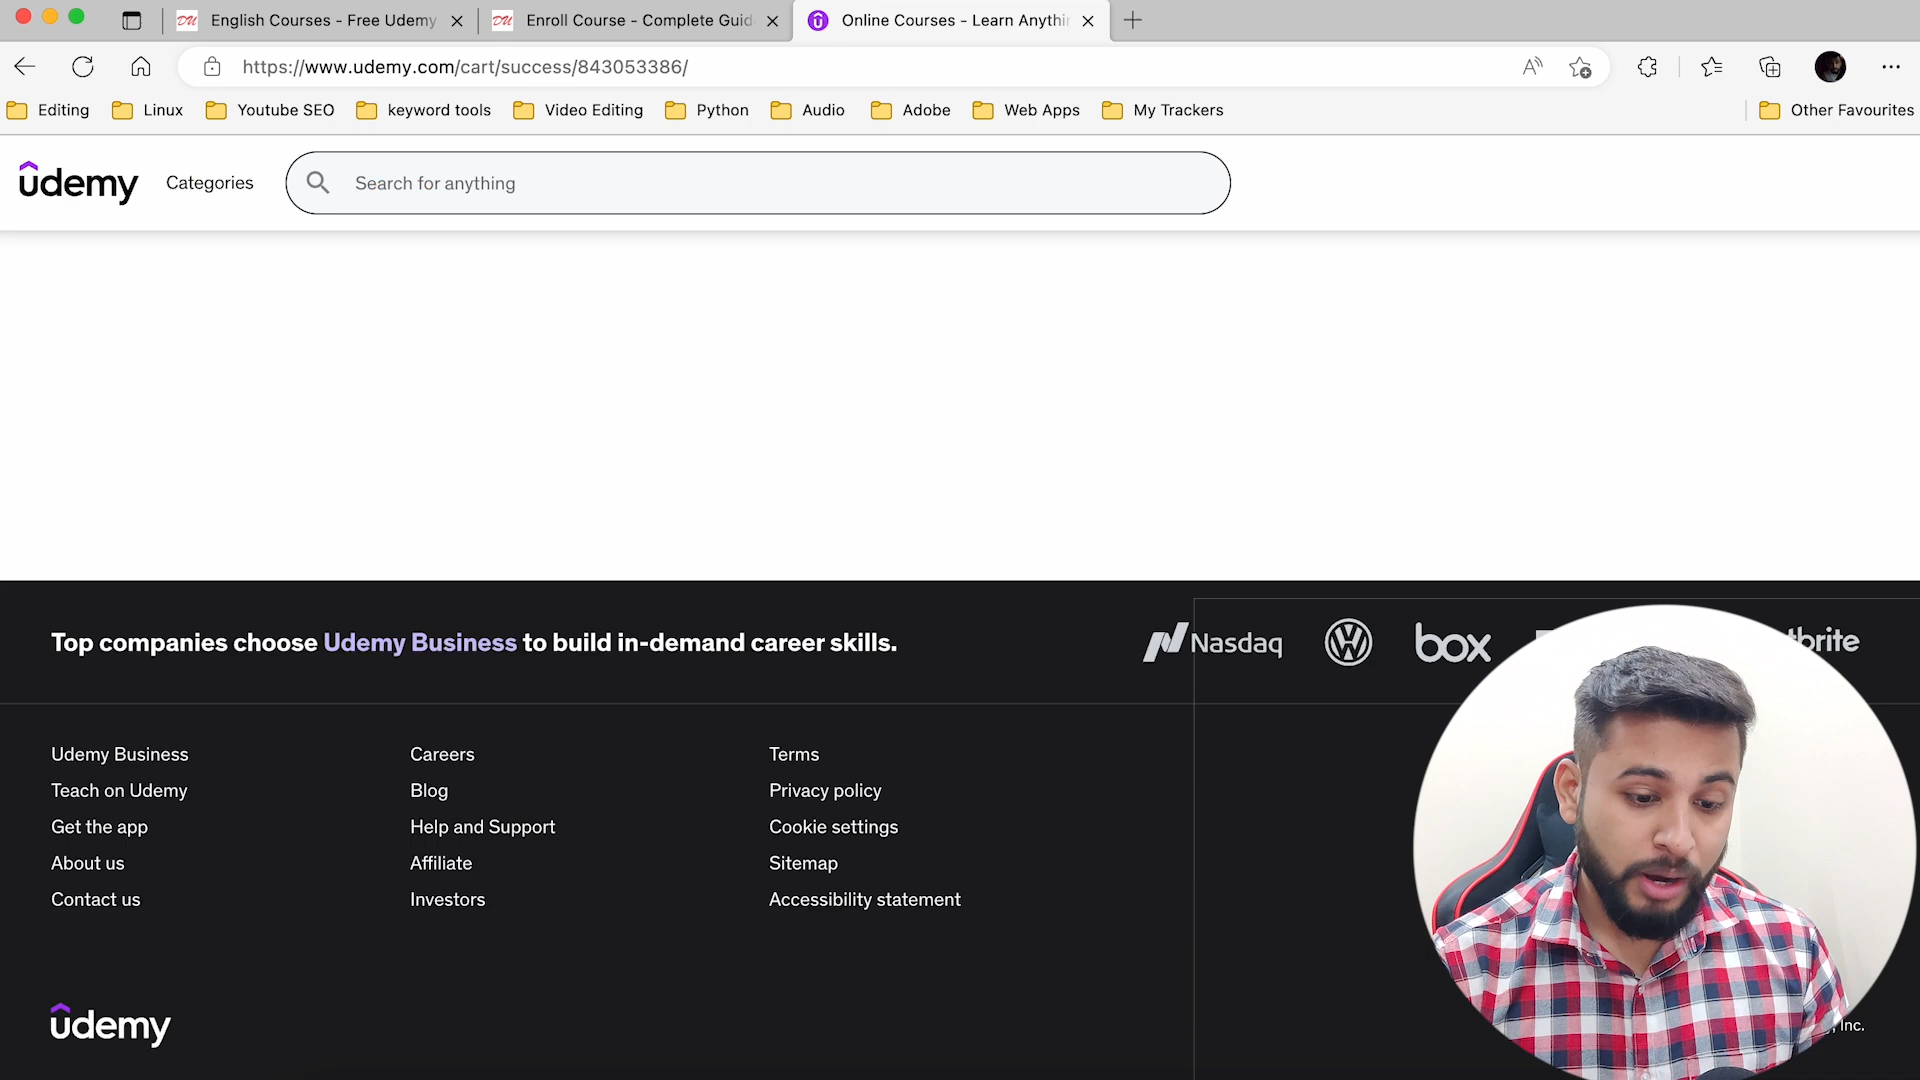 DU English Courses - Free Udemy
DU Enroll Course - Complete Guid
Online Courses - Learn Anythi
https://www.udemy.com/cart/success/843053386/
Editing
Linux
Youtube SEO
keyword tools
Video Editing
Python
Audio
Adobe
Web Apps
My Trackers
Other Favourites
udemy
Categories
Search for anything
Top companies choose Udemy Business to build in-demand career skills.
Nasdaq
box
tbrite
Udemy Business
Teach on Udemy
Get the app
About us
Contact us
Careers
Blog
Help and Support
Affiliate
Investors
Terms
Privacy policy
Cookie settings
Sitemap
Accessibility statement
udemy
, Inc.